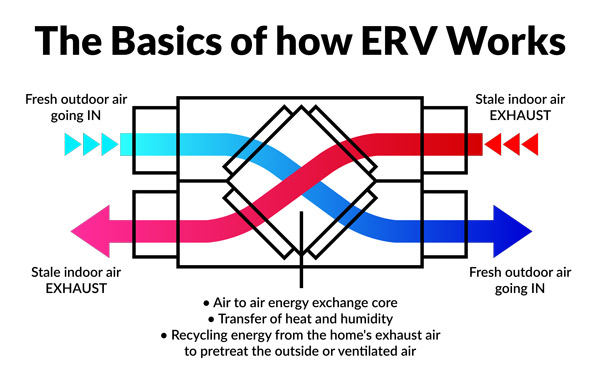 The Basics of how ERV Works
Fresh outdoor air
going IN
Stale indoor air
EXHAUST
Stale indoor air
EXHAUST
Fresh outdoor air
going IN
• Air to air energy exchange core
• Transfer of heat and humidity
• Recycling energy from the home's exhaust air
to pretreat the outside or ventilated air